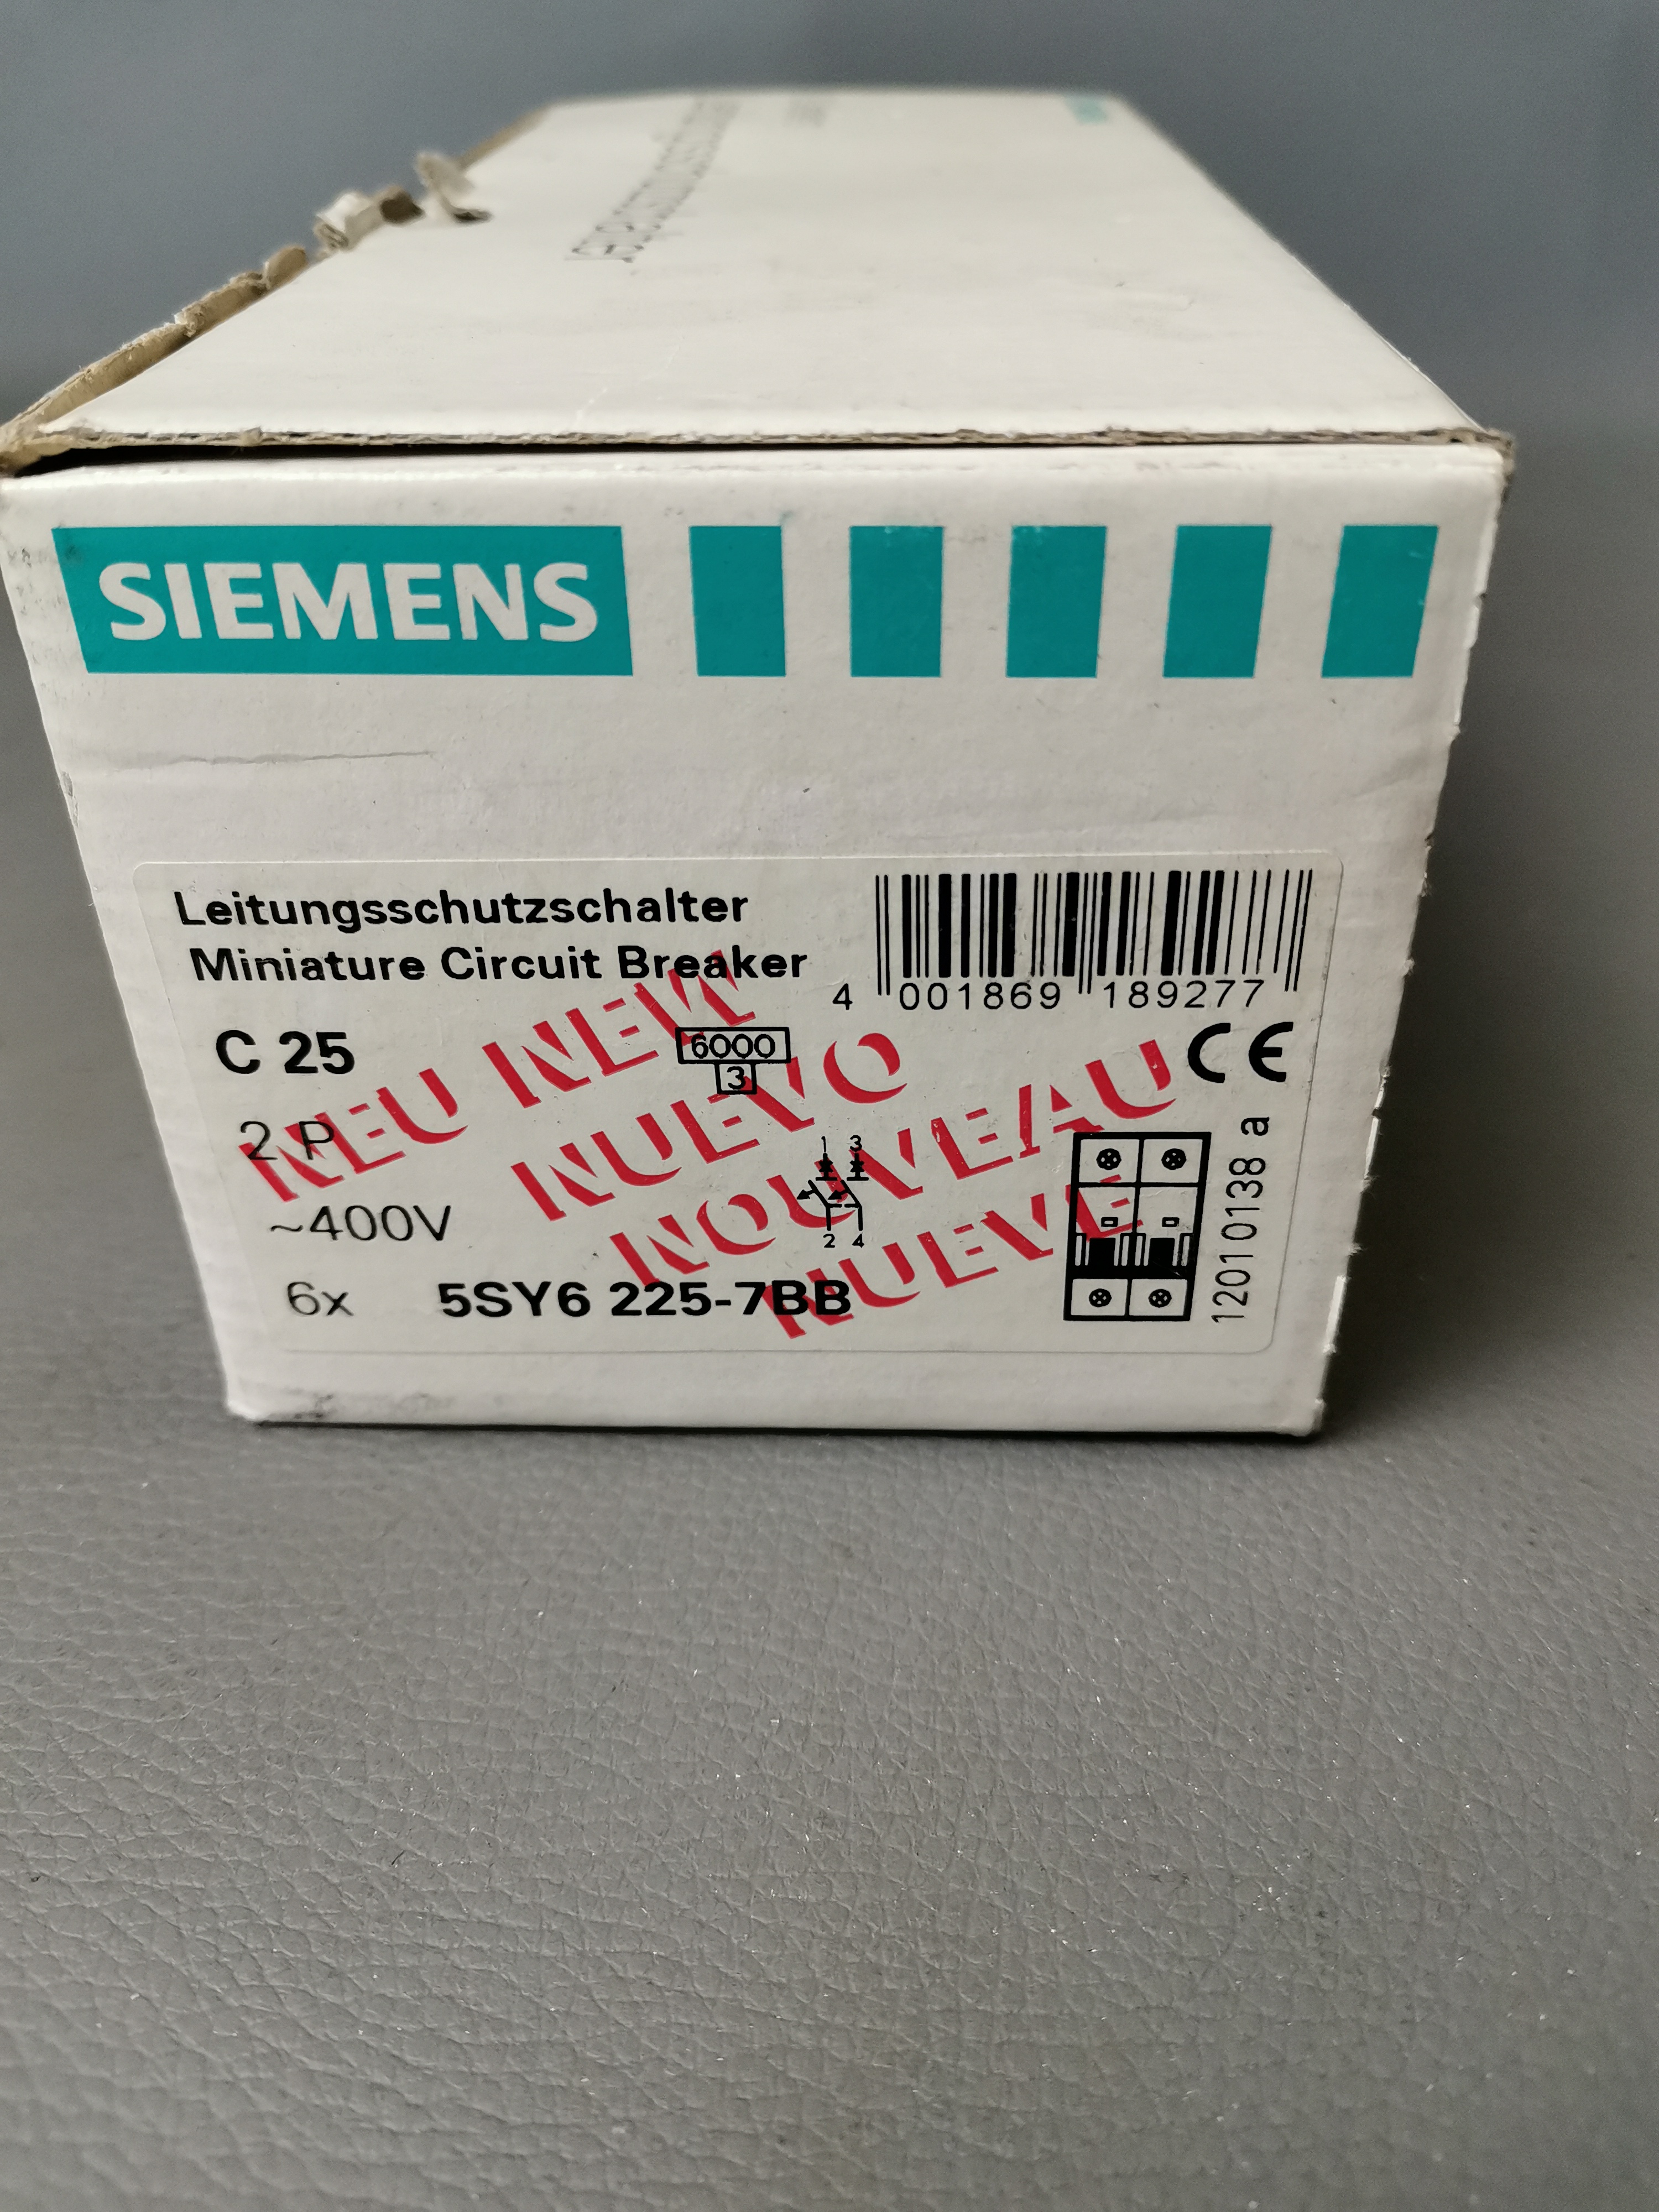 SIEMENS
Leitungsschutzschalter
Miniature Circuit Breaker
4 001869 189277
C 25
6000
3
CE
NEU NEW
NUEVO
NOUVEAU
NUEVE
2 P
1 3
2 4
~400V
6x 5SY6 225-7BB
12010138 a